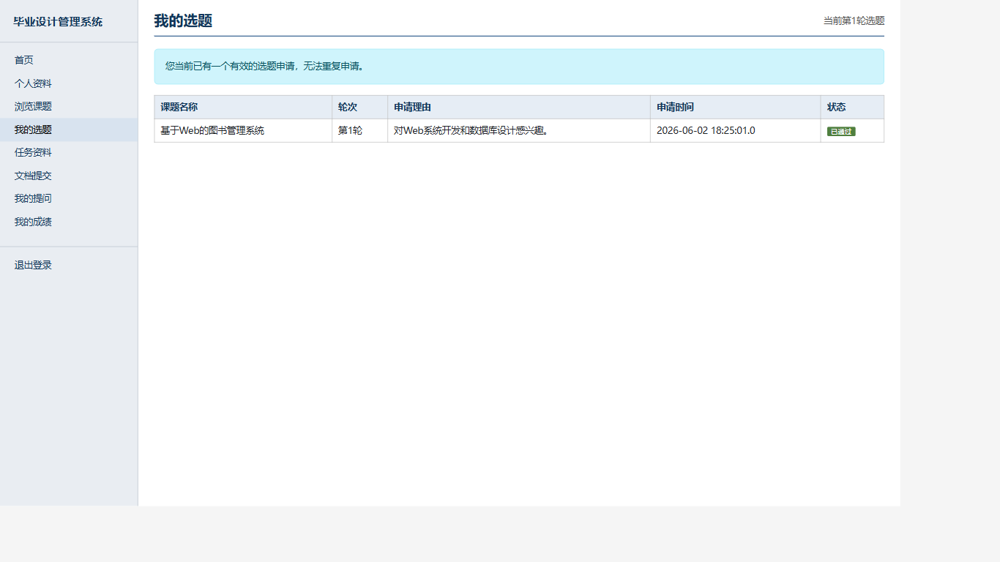 毕业设计管理系统
首页
个人资料
浏览课题
我的选题
任务资料
文档提交
我的提问
我的成绩
退出登录
我的选题
当前第1轮选题
您当前已有一个有效的选题申请，无法重复申请。
课题名称 轮次 申请理由 申请时间 状态
基于Web的图书管理系统 第1轮 对Web系统开发和数据库设计感兴趣。 2026-06-02 18:25:01.0 已通过